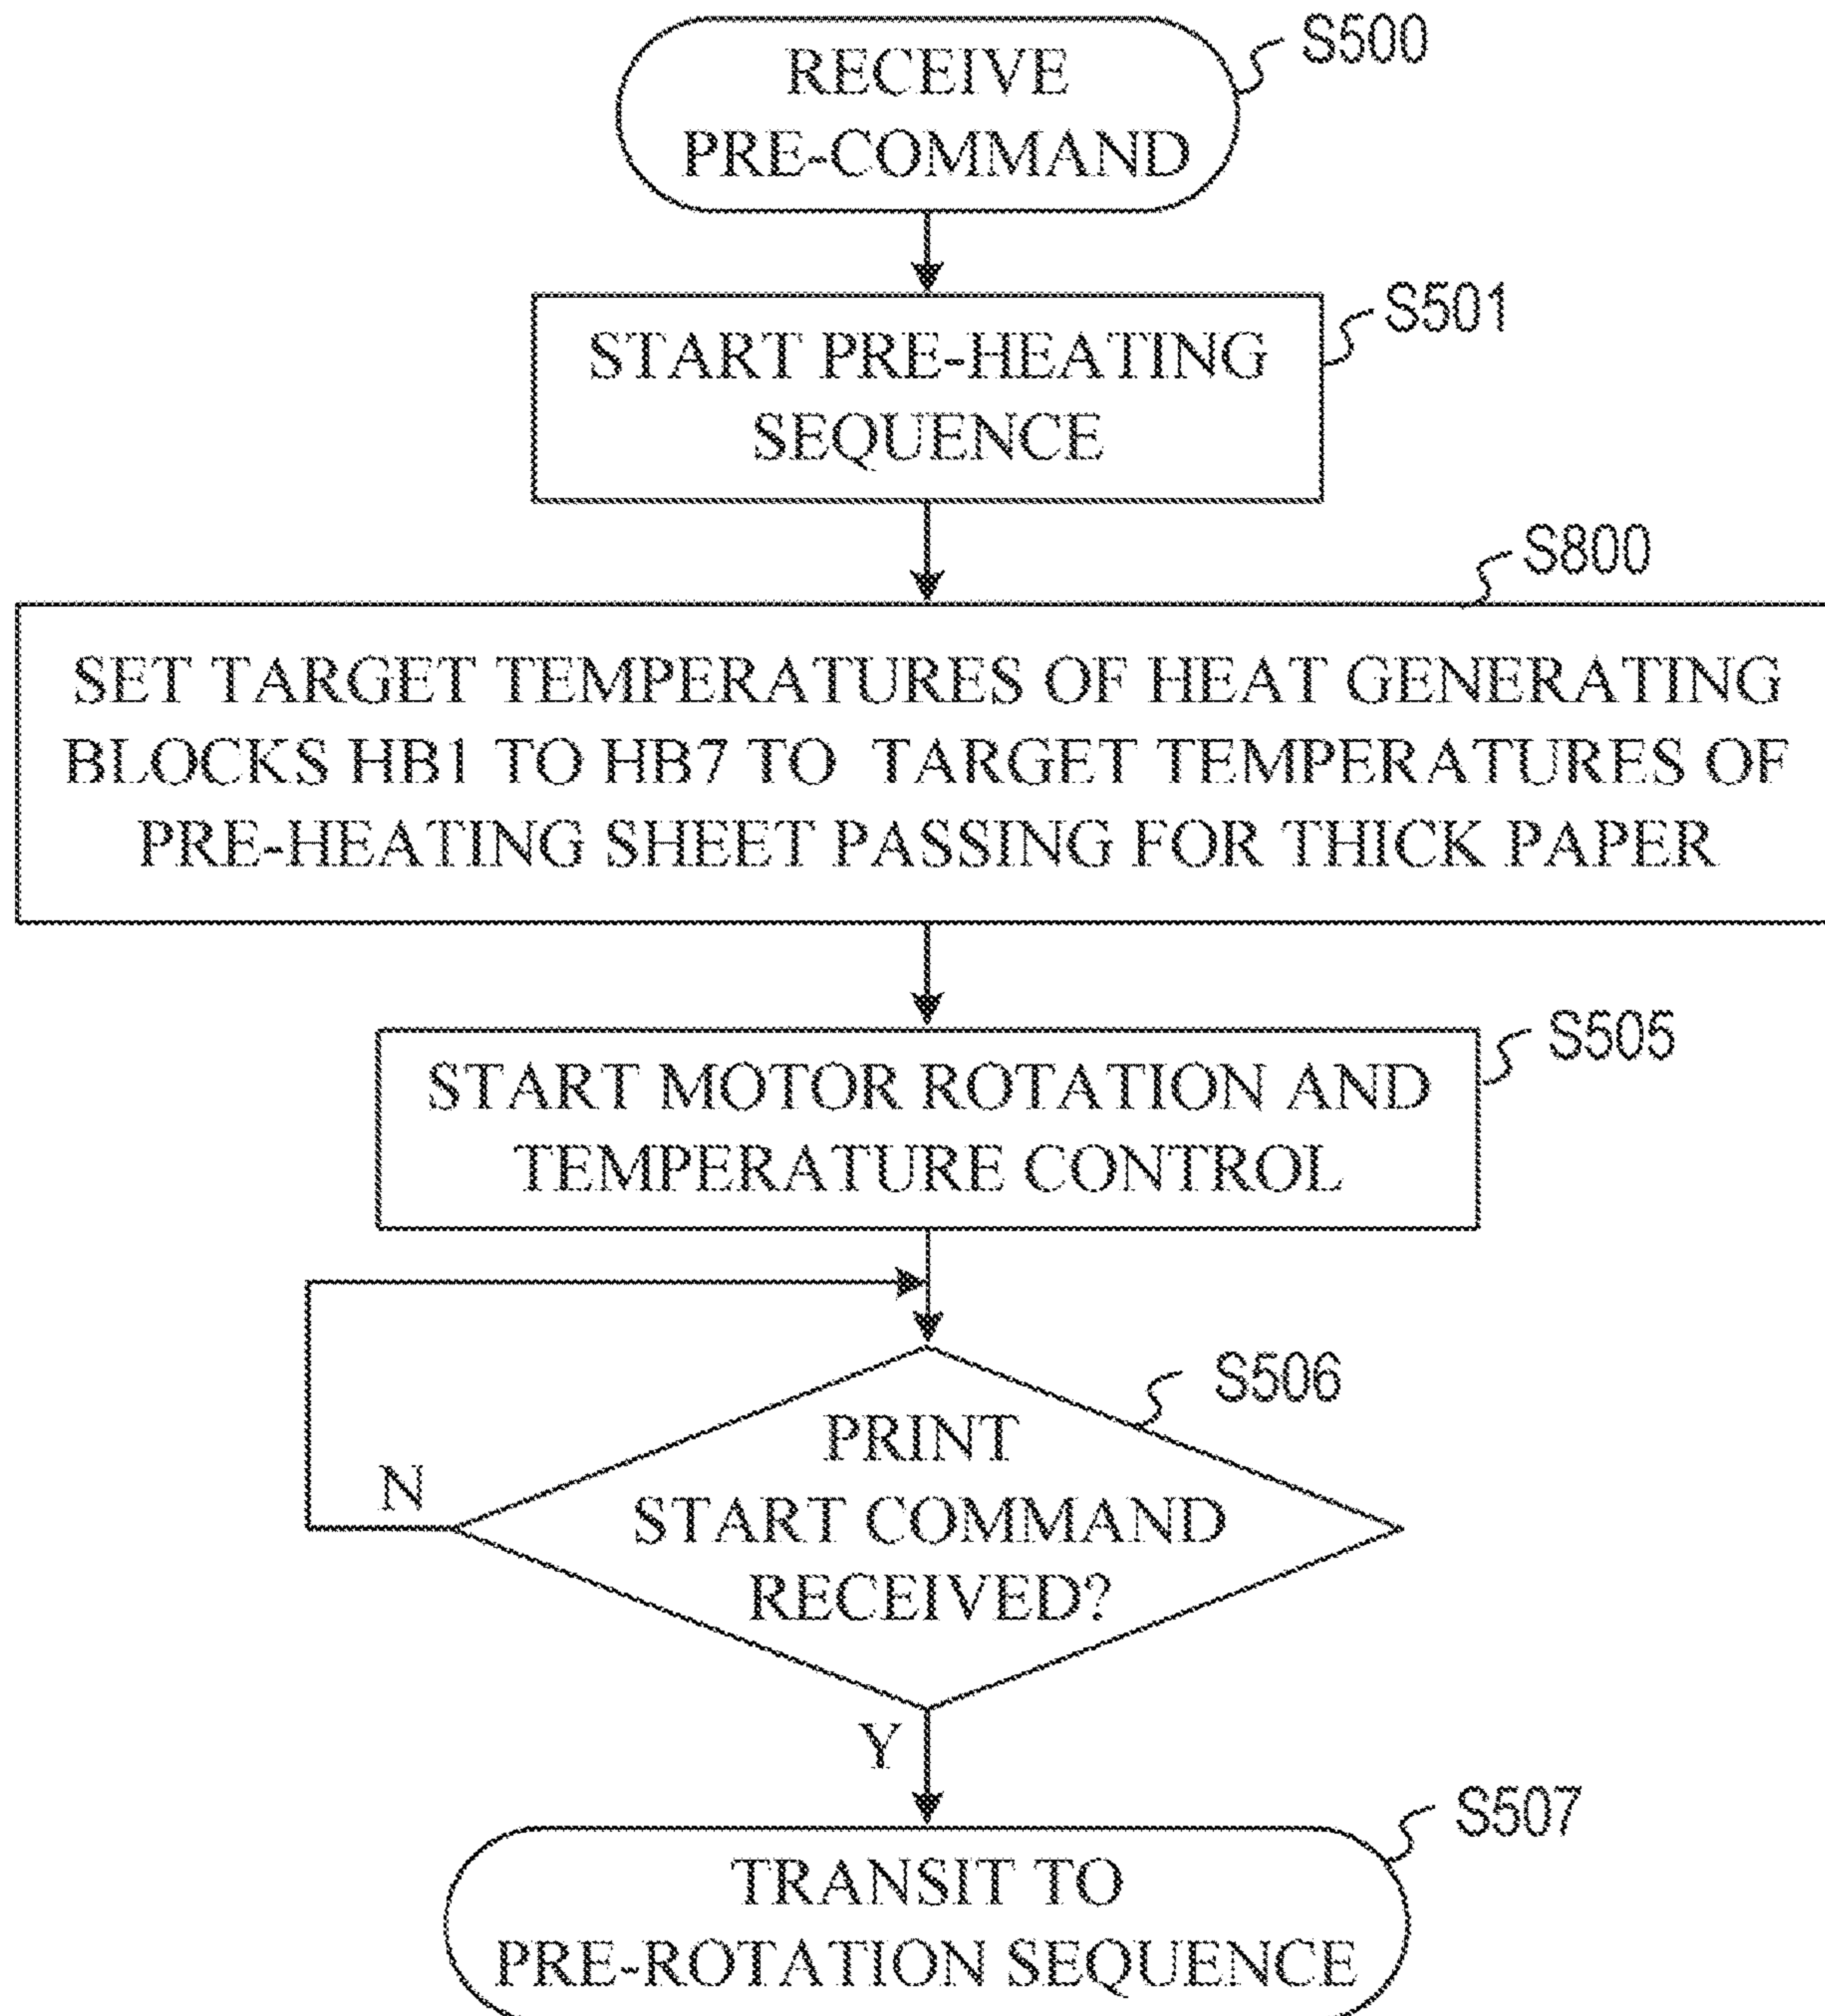 RECEIVE
PRE-COMMAND
S500
START PRE-HEATING
SEQUENCE
S501
S800
SET TARGET TEMPERATURES OF HEAT GENERATING
BLOCKS HB1 TO HB7 TO TARGET TEMPERATURES OF
PRE-HEATING SHEET PASSING FOR THICK PAPER
S505
START MOTOR ROTATION AND
TEMPERATURE CONTROL
S506
PRINT
START COMMAND
RECEIVED?
N
Y
S507
TRANSIT TO
PRE-ROTATION SEQUENCE